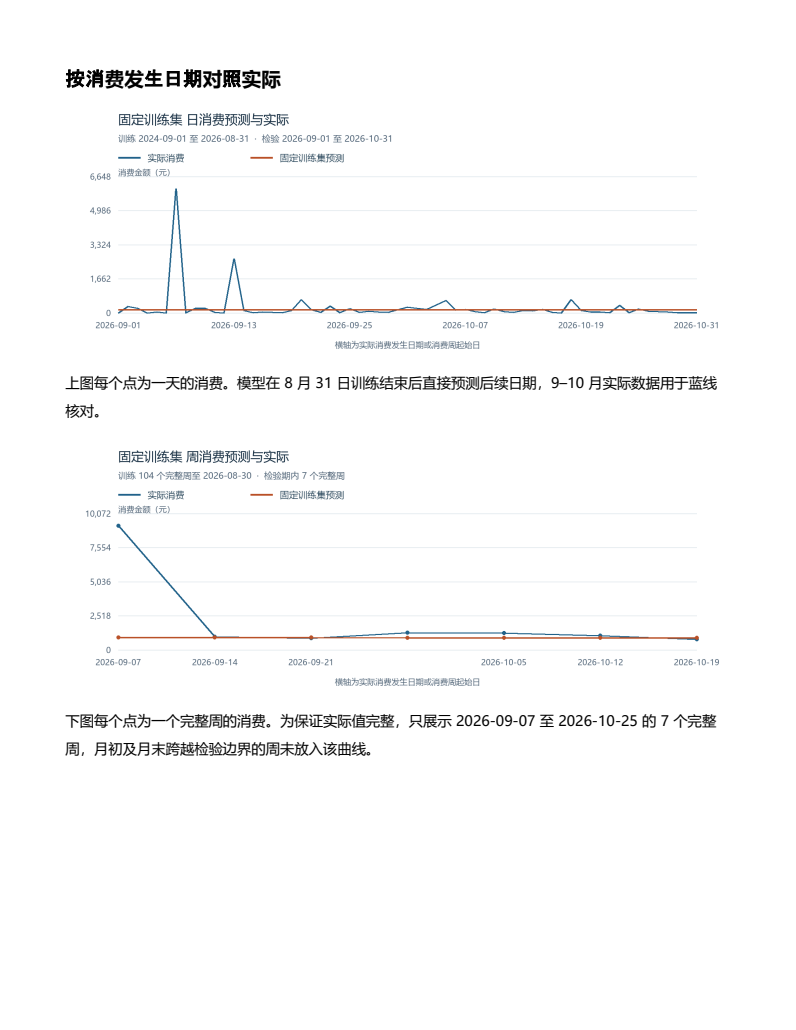 按消费发生日期对照实际
固定训练集 日消费预测与实际
训练 2024-09-01 至 2026-08-31 · 检验 2026-09-01 至 2026-10-31
实际消费 固定训练集预测
消费金额（元）
6,648
4,986
3,324
1,662
0
2026-09-01 2026-09-13 2026-09-25 2026-10-07 2026-10-19 2026-10-31
横轴为实际消费发生日期或消费周起始日
上图每个点为一天的消费。模型在 8 月 31 日训练结束后直接预测后续日期，9–10 月实际数据用于蓝线
核对。
固定训练集 周消费预测与实际
训练 104 个完整周至 2026-08-30 · 检验期内 7 个完整周
实际消费 固定训练集预测
消费金额（元）
10,072
7,554
5,036
2,518
0
2026-09-07 2026-09-14 2026-09-21 2026-10-05 2026-10-12 2026-10-19
横轴为实际消费发生日期或消费周起始日
下图每个点为一个完整周的消费。为保证实际值完整，只展示 2026-09-07 至 2026-10-25 的 7 个完整
周，月初及月末跨越检验边界的周未放入该曲线。